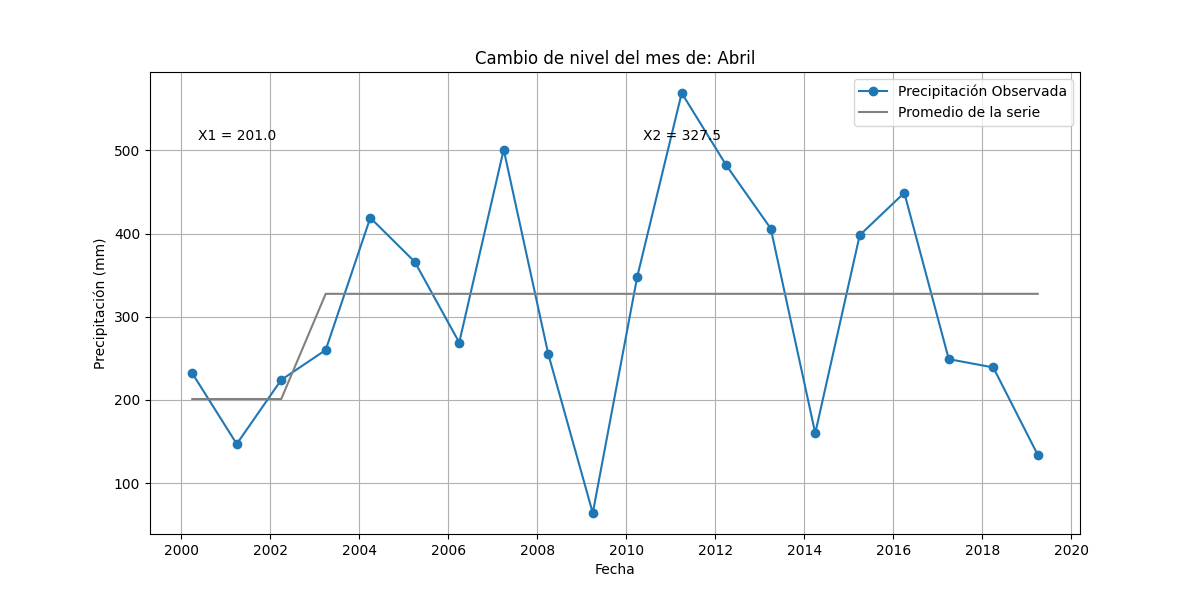 Cambio de nivel del mes de: Abril
Precipitación Observada
Promedio de la serie
X1 = 201.0
X2 = 327.5
Precipitación (mm)
500
400
300
200
100
2000 2002 2004 2006 2008 2010 2012 2014 2016 2018 2020
Fecha